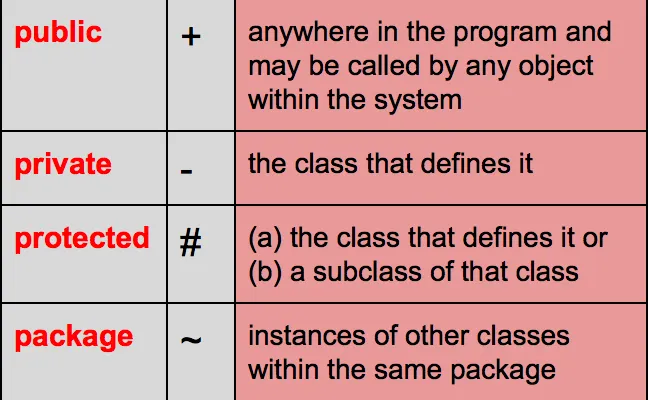 public + anywhere in the program and
may be called by any object
within the system
private - the class that defines it
protected # (a) the class that defines it or
(b) a subclass of that class
package ~ instances of other classes
within the same package